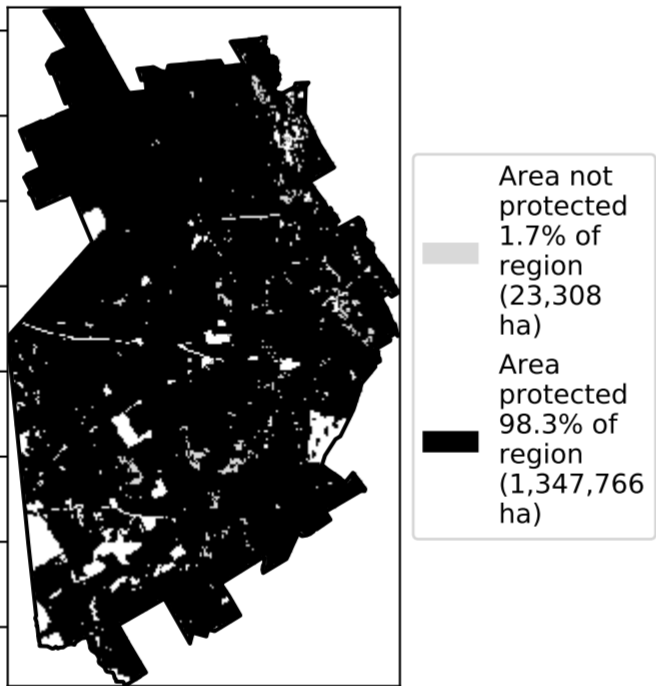 Area not
protected
1.7% of
region
(23,308
ha)
Area
protected
98.3% of
region
(1,347,766
ha)